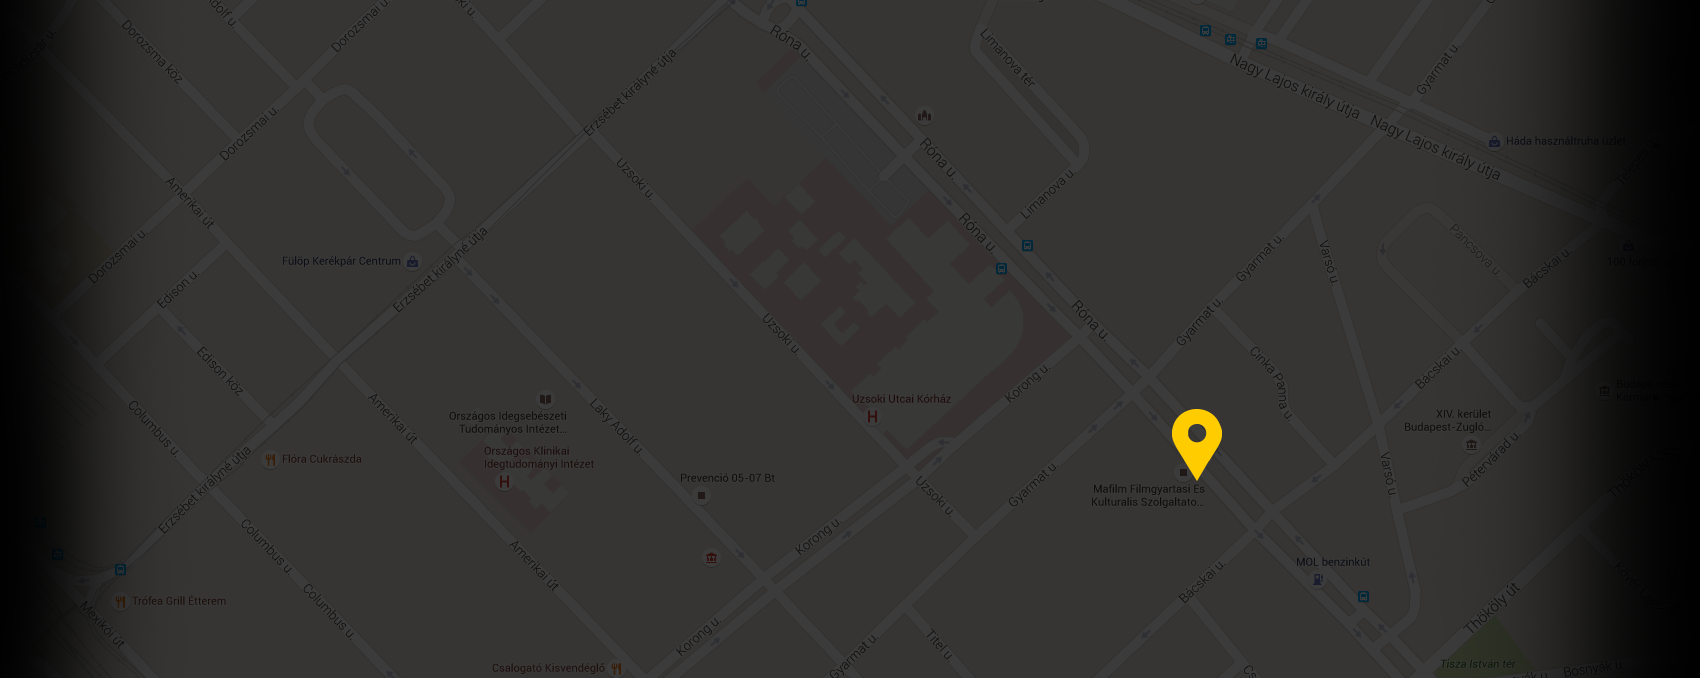 Dorozsma köz
Dorozsmai u.
Róna u.
Limanova tér
Nagy Lajos király útja
Gyarmat u.
Nagy Lajos király útja
Háda használtruha üzlet
Erzsébet királyné útja
Dorozsmai u.
Uzsoki u.
Róna u.
Limanova u.
Amerikai út
Róna u.
Pancsova u.
Dorozsmai u.
Fülöp Kerékpár Centrum
Erzsébet királyné útja
Gyarmat u.
Varsó u.
Bácskai u.
Edison u.
Uzsoki u.
Róna u.
Gyarmat u.
Edison köz
Cinka Panna u.
Bácskai u.
Korong u.
Columbus u.
Amerikai út
Országos Idegsebészeti
Tudományos Intézet...
Laky Adolf u.
Uzsoki Utcai Kórház
XIV. kerület
Budapest-Zugló...
Flóra Cukrászda
Országos Klinikai
Idegtudományi Intézet
Erzsébet királyné útja
Prevenció 05-07 Bt
Uzsoki u.
Gyarmat u.
Mafilm Filmgyartasi És
Kulturalis Szolgaltato...
Varsó u.
Pétervárad u.
Columbus u.
Korong u.
Amerikai út
MOL benzinkút
Bácskai u.
Trófea Grill Étterem
Columbus u.
Mexikói út
Korong u.
Gyarmat u.
Titel u.
Thököly út
Csalogató Kisvendéglő
Tisza István tér
Bosnyák u.